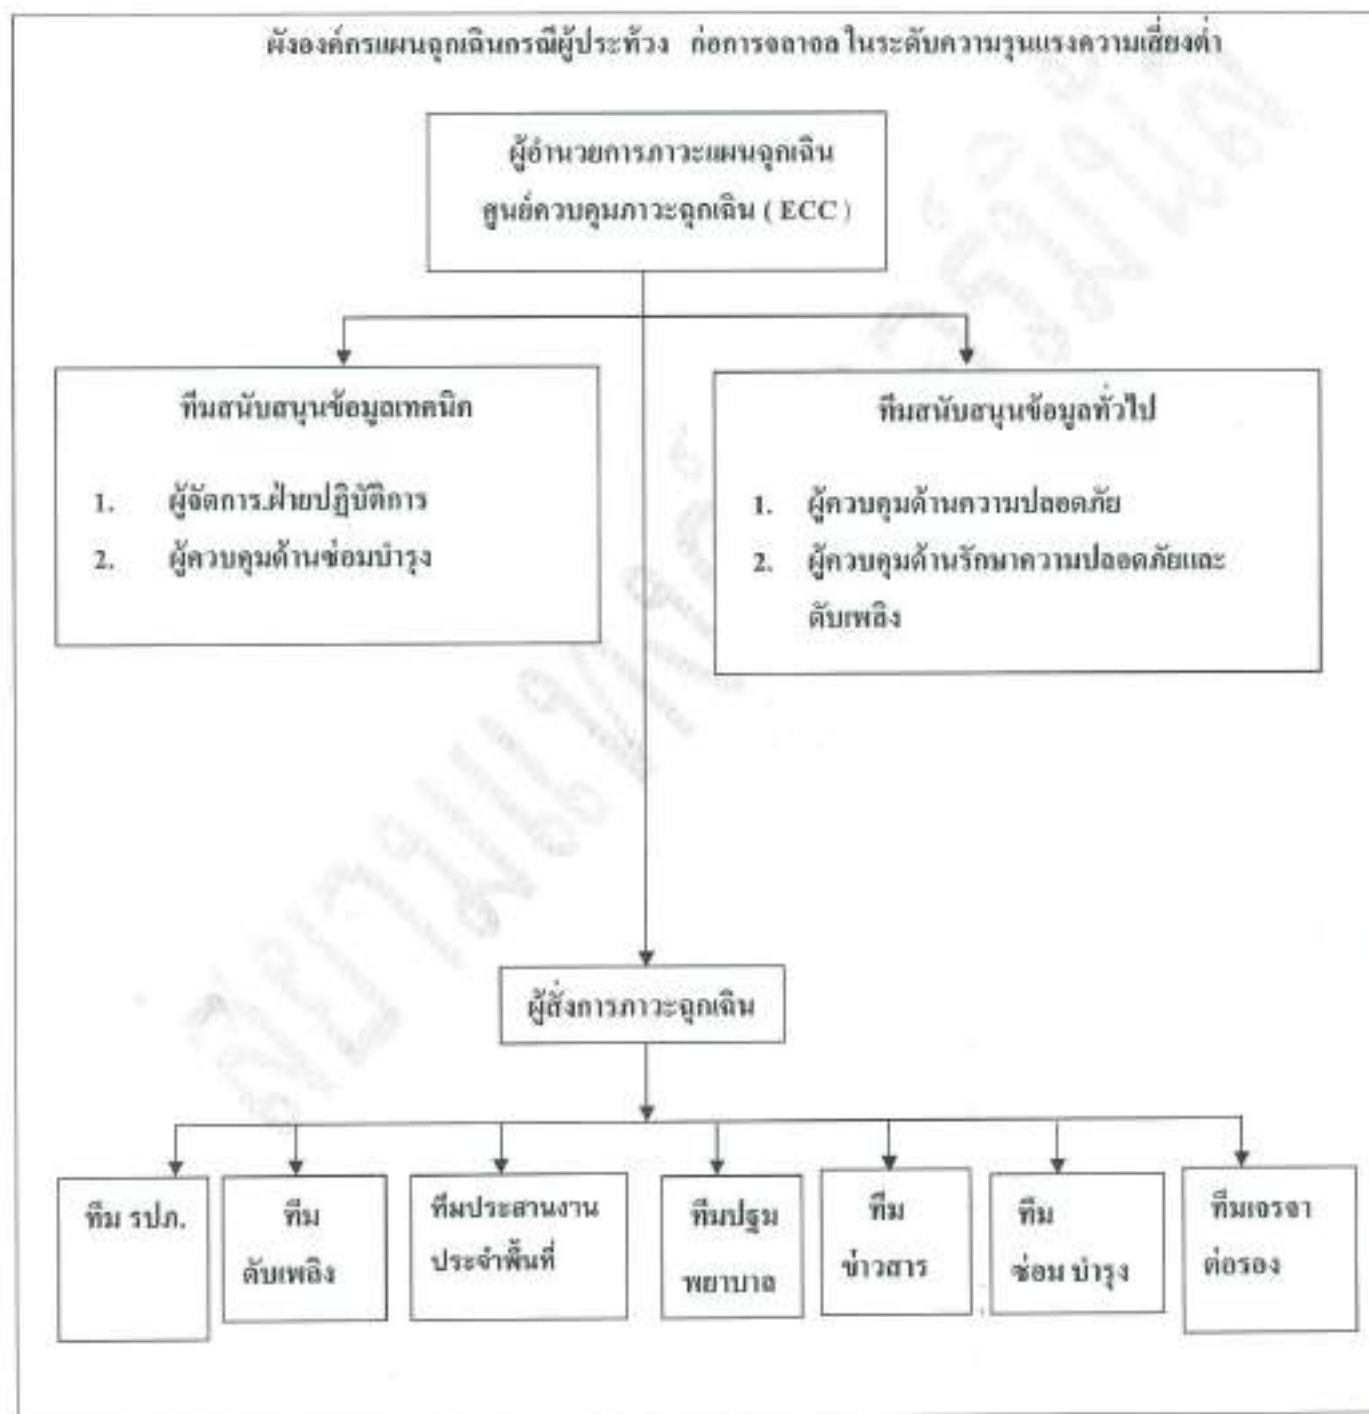 ผังองค์กรแผนฉุกเฉินกรณีผู้ประท้วง ก่อการจลาจล ในระดับความรุนแรงความเสี่ยงต่ำ
ผู้อำนวยการภาวะแผนฉุกเฉิน
ศูนย์ควบคุมภาวะฉุกเฉิน ( ECC )
ทีมสนับสนุนข้อมูลเทคนิค
1. ผู้จัดการ.ฝ่ายปฏิบัติการ
2. ผู้ควบคุมด้านซ่อมบำรุง
ทีมสนับสนุนข้อมูลทั่วไป
1. ผู้ควบคุมด้านความปลอดภัย
2. ผู้ควบคุมด้านรักษาความปลอดภัยและ
ดับเพลิง
ผู้สั่งการภาวะฉุกเฉิน
ทีม รปภ.
ทีม
ดับเพลิง
ทีมประสานงาน
ประจำพื้นที่
ทีมปฐม
พยาบาล
ทีม
ข่าวสาร
ทีม
ซ่อม บำรุง
ทีมเจรจา
ต่อรอง